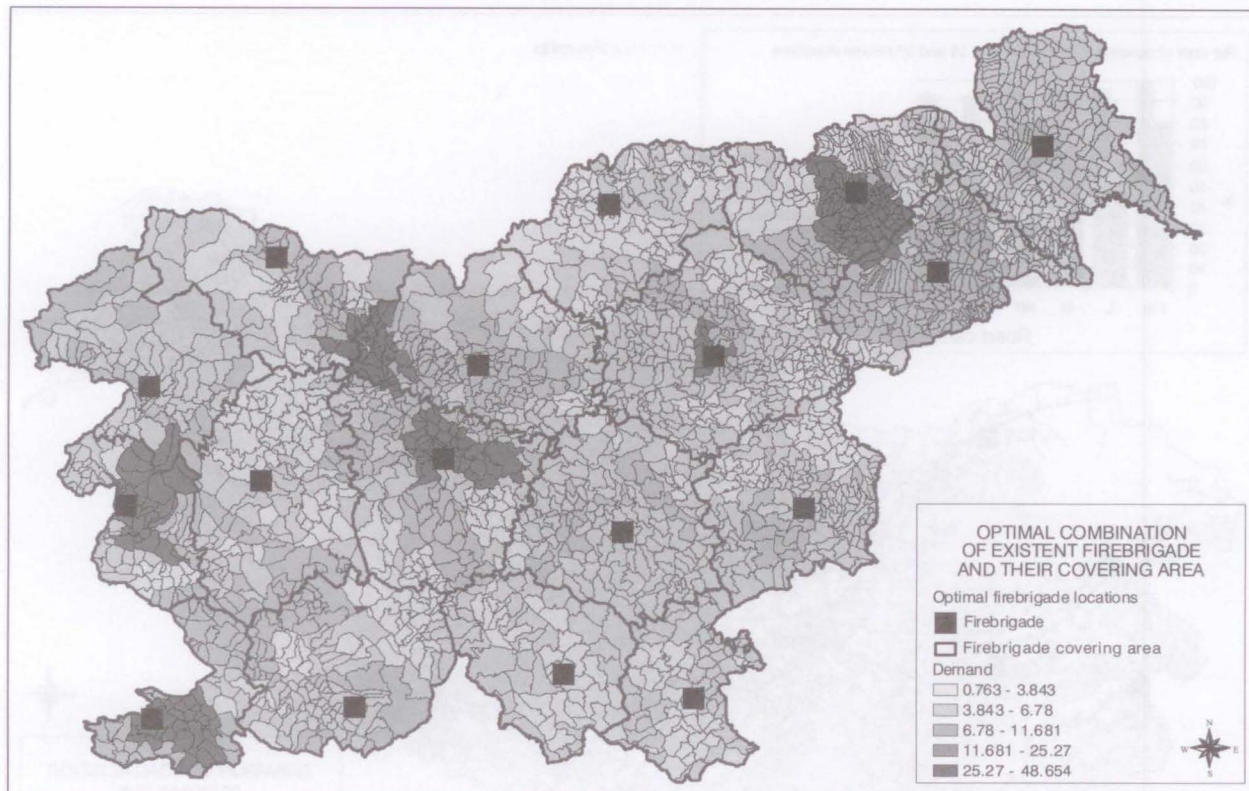 OPTIMAL COMBINATION
OF EXISTENT FIREBRIGADE
AND THEIR COVERING AREA
Optimal firebrigade locations
Firebrigade
Firebrigade covering area
Demand
0.763 - 3.843
3.843 - 6.78
6.78 - 11.681
11.681 - 25.27
25.27 - 48.654
N
W E
S